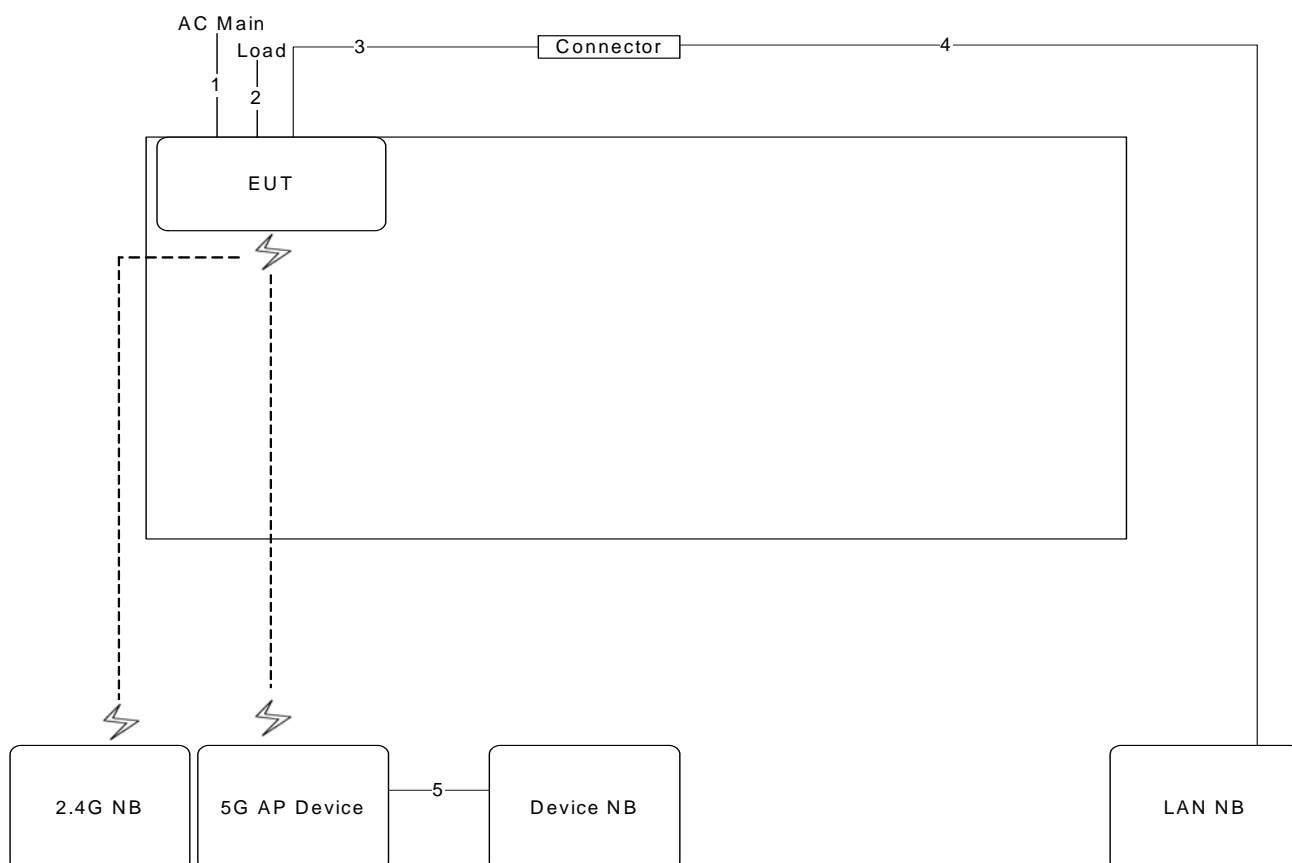 AC Main
Load
3
Connector
4
1
2
EUT
2.4G NB
5G AP Device
5
Device NB
LAN NB